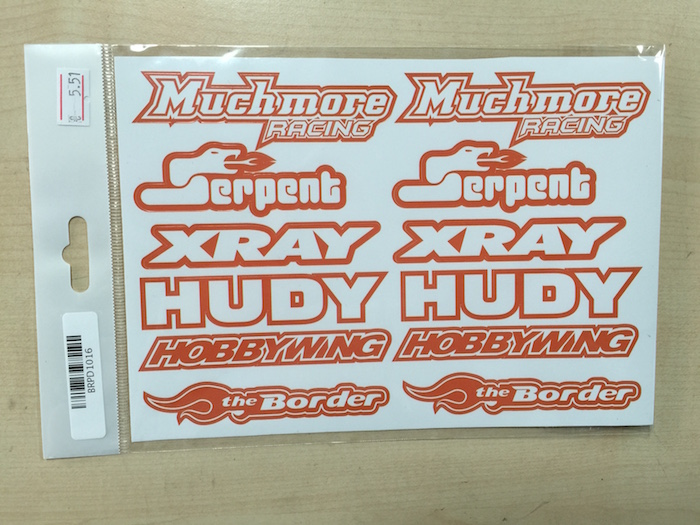 5.51
Muchmore Muchmore
RACING RACING
Serpent Serpent
XRAY XRAY
HUDY HUDY
HOBBYWING HOBBYWING
the Border the Border
BRPD1016